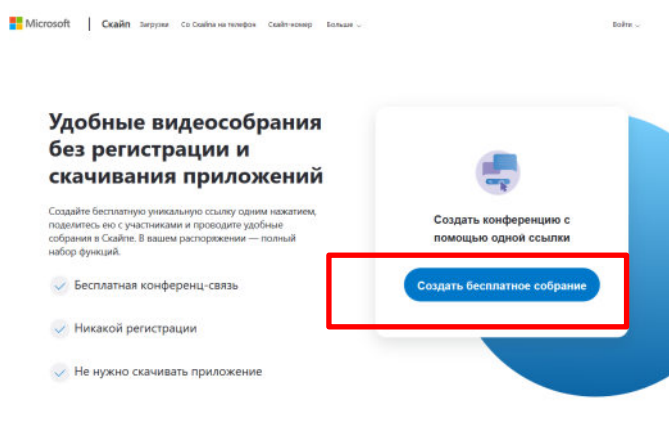 Microsoft Скайп Загрузки Со Скайпа на телефон Скайп-номер Больше Войти
Удобные видеособрания
без регистрации и
скачивания приложений
Создайте бесплатную уникальную ссылку одним нажатием,
поделитесь ею с участниками и проводите удобные
собрания в Скайпе. В вашем распоряжении — полный
набор функций.
Бесплатная конференц-связь
Никакой регистрации
Не нужно скачивать приложение
Создать конференцию с
помощью одной ссылки
Создать бесплатное собрание